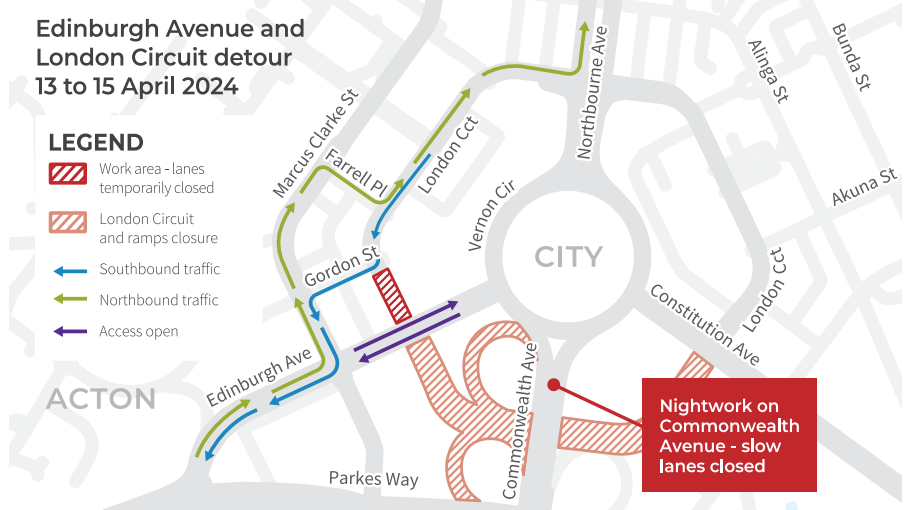 Edinburgh Avenue and
London Circuit detour
13 to 15 April 2024
LEGEND
Work area - lanes
temporarily closed
London Circuit
and ramps closure
Southbound traffic
Northbound traffic
Access open
Marcus Clarke St
Farrell Pl
London Cct
Northbourne Ave
Alinga St
Bunda St
Akuna St
Vernon Cir
CITY
Gordon St
London Cct
Constitution Ave
Edinburgh Ave
ACTON
Commonwealth Ave
Parkes Way
Nightwork on
Commonwealth
Avenue - slow
lanes closed